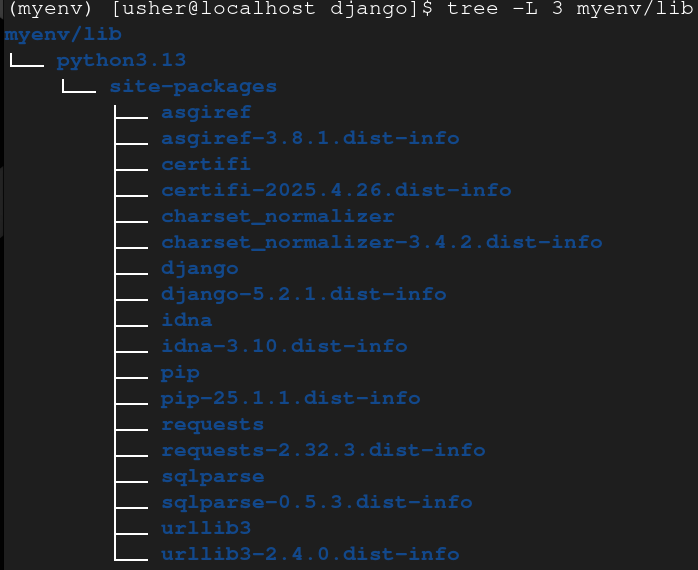 (myenv) [usher@localhost django]$ tree -L 3 myenv/lib
myenv/lib
└── python3.13
    └── site-packages
        ├── asgiref
        ├── asgiref-3.8.1.dist-info
        ├── certifi
        ├── certifi-2025.4.26.dist-info
        ├── charset_normalizer
        ├── charset_normalizer-3.4.2.dist-info
        ├── django
        ├── django-5.2.1.dist-info
        ├── idna
        ├── idna-3.10.dist-info
        ├── pip
        ├── pip-25.1.1.dist-info
        ├── requests
        ├── requests-2.32.3.dist-info
        ├── sqlparse
        ├── sqlparse-0.5.3.dist-info
        ├── urllib3
        └── urllib3-2.4.0.dist-info